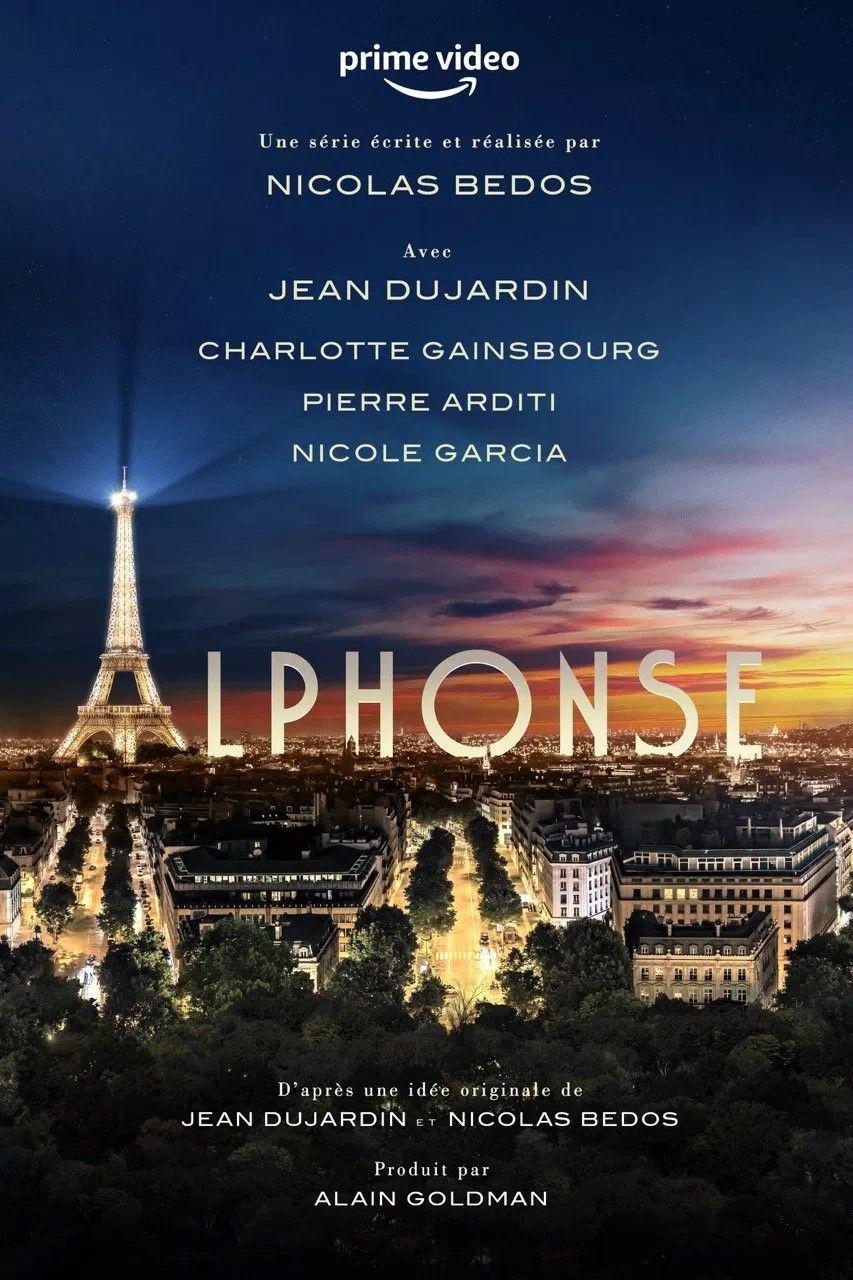 prime video
Une série écrite et réalisée par
NICOLAS BEDOS
Avec
JEAN DUJARDIN
CHARLOTTE GAINSBOURG
PIERRE ARDITI
NICOLE GARCIA
LPHONSE
D'après une idée originale de
JEAN DUJARDIN ET NICOLAS BEDOS
Produit par
ALAIN GOLDMAN